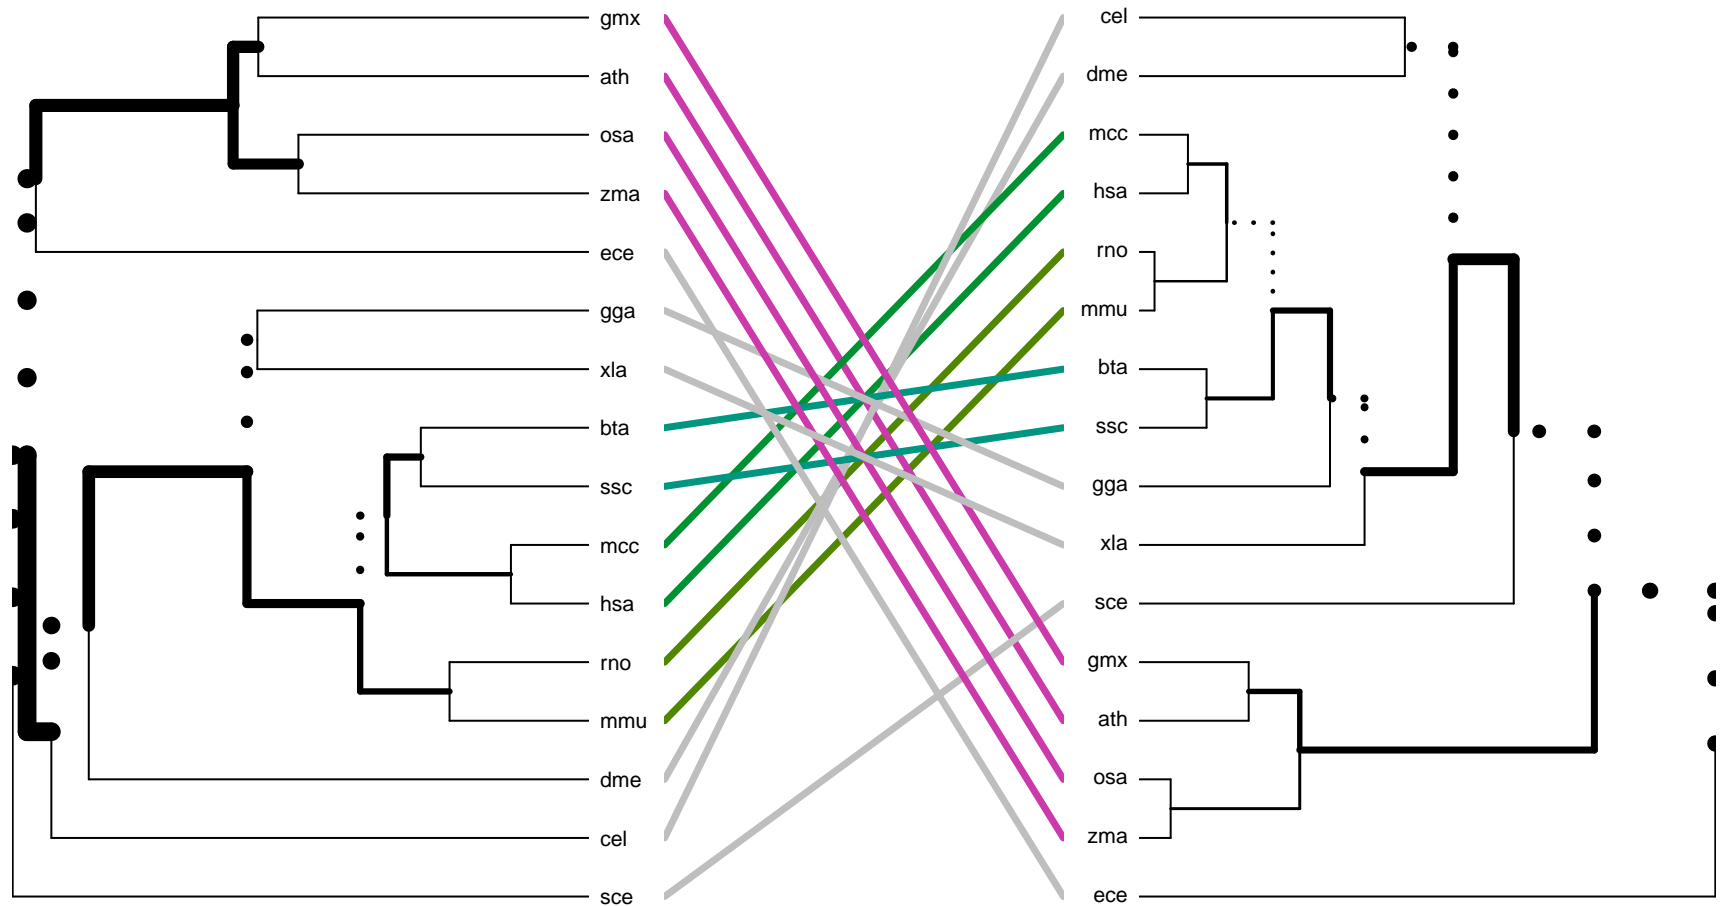 gmx
ath
osa
zma
ece
gga
xla
bta
ssc
mcc
hsa
rno
mmu
dme
cel
sce
cel
dme
mcc
hsa
rno
mmu
bta
ssc
gga
xla
sce
gmx
ath
osa
zma
ece